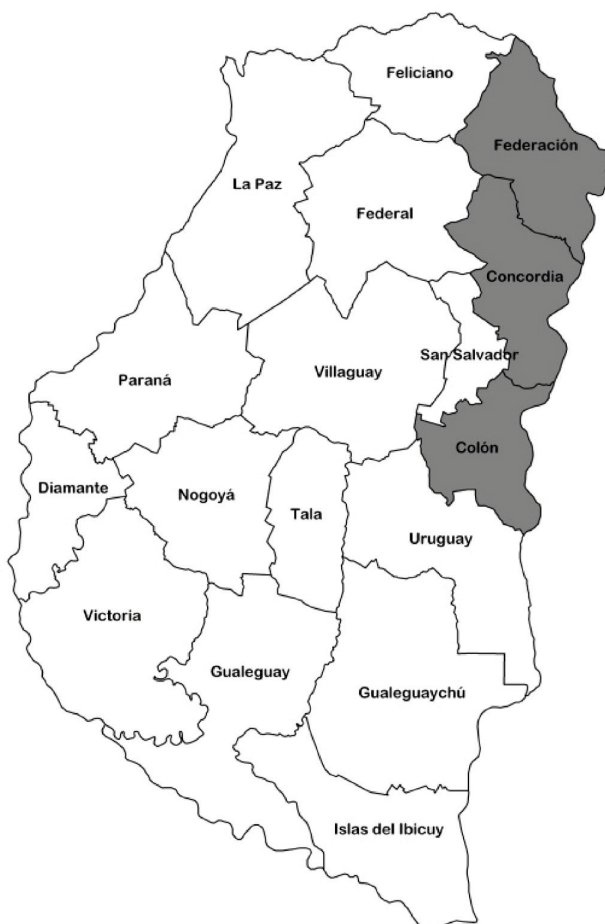 Feliciano
Federación
La Paz
Federal
Concordia
San Salvador
Villaguay
Paraná
Colón
Diamante
Nogoyá
Tala
Uruguay
Victoria
Gualeguay
Gualeguaychú
Islas del Ibicuy